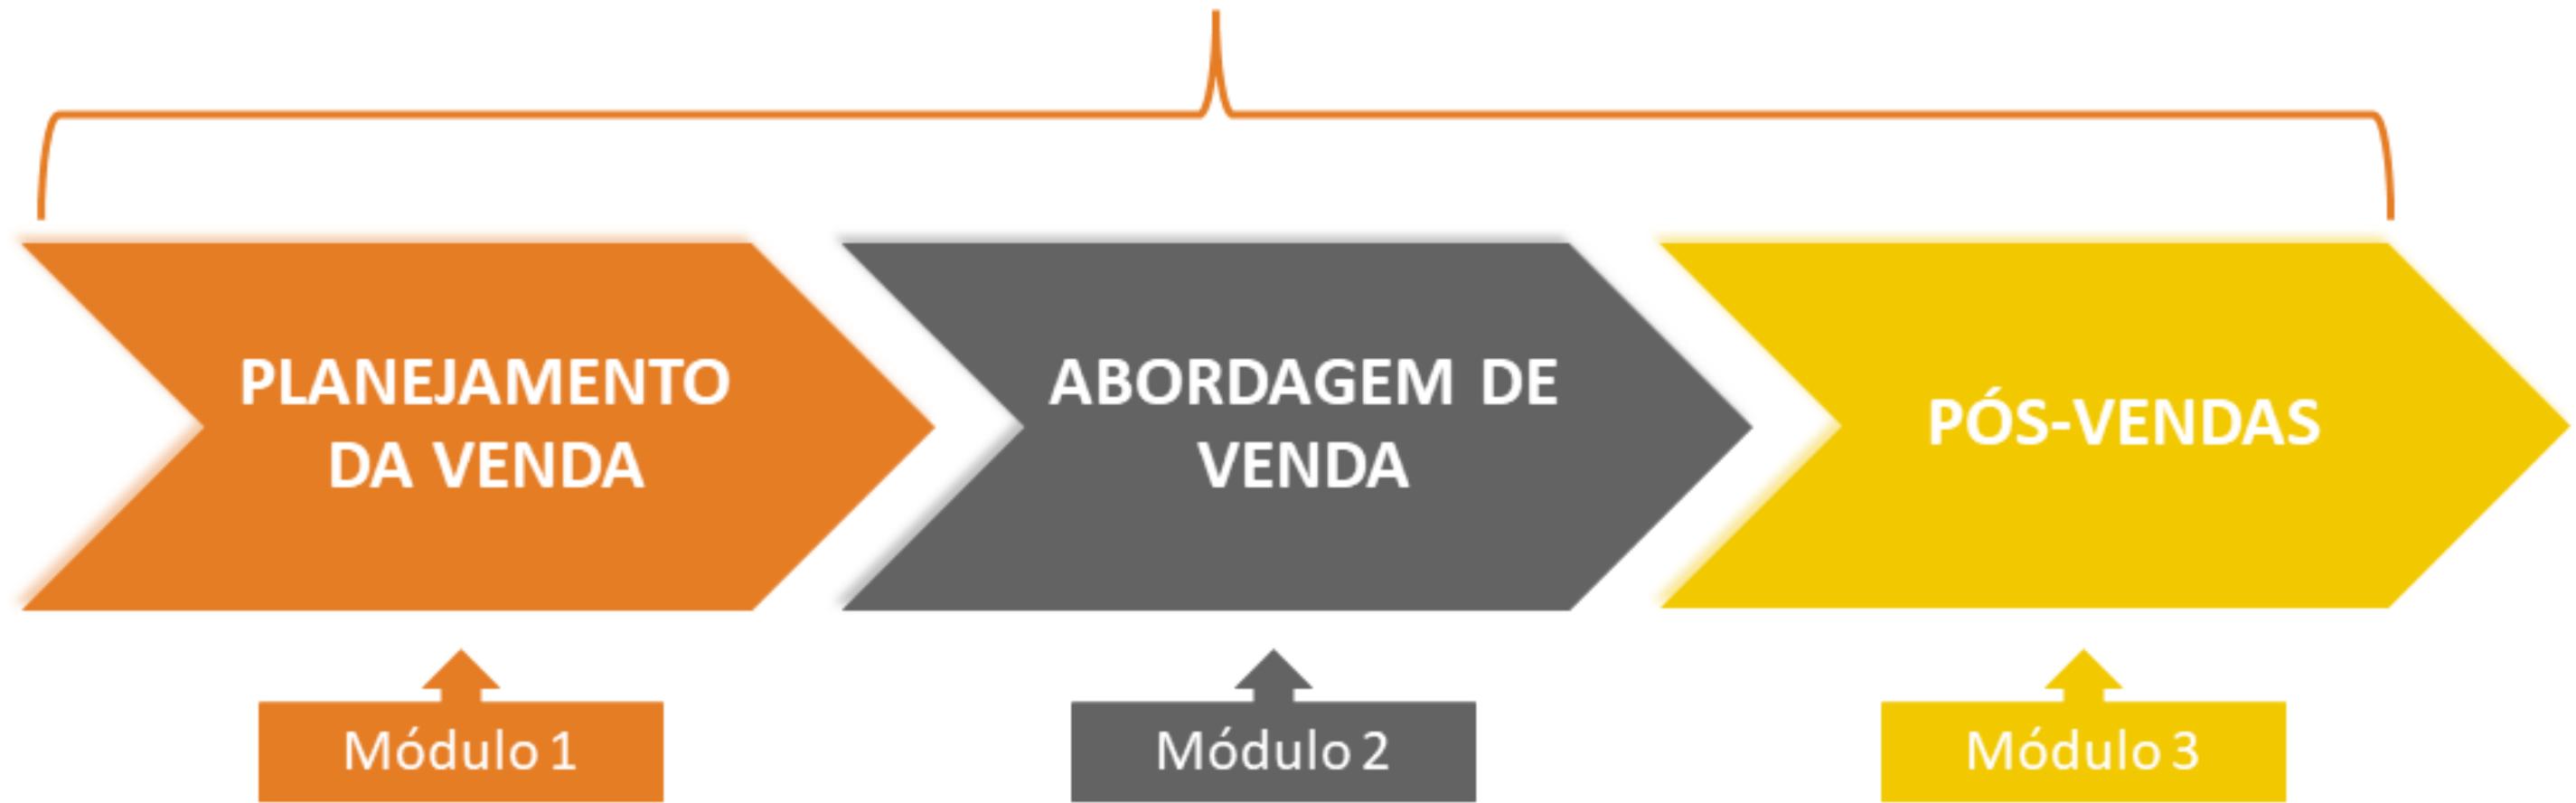 PLANEJAMENTO
DA VENDA
ABORDAGEM DE
VENDA
PÓS-VENDAS
Módulo 1
Módulo 2
Módulo 3